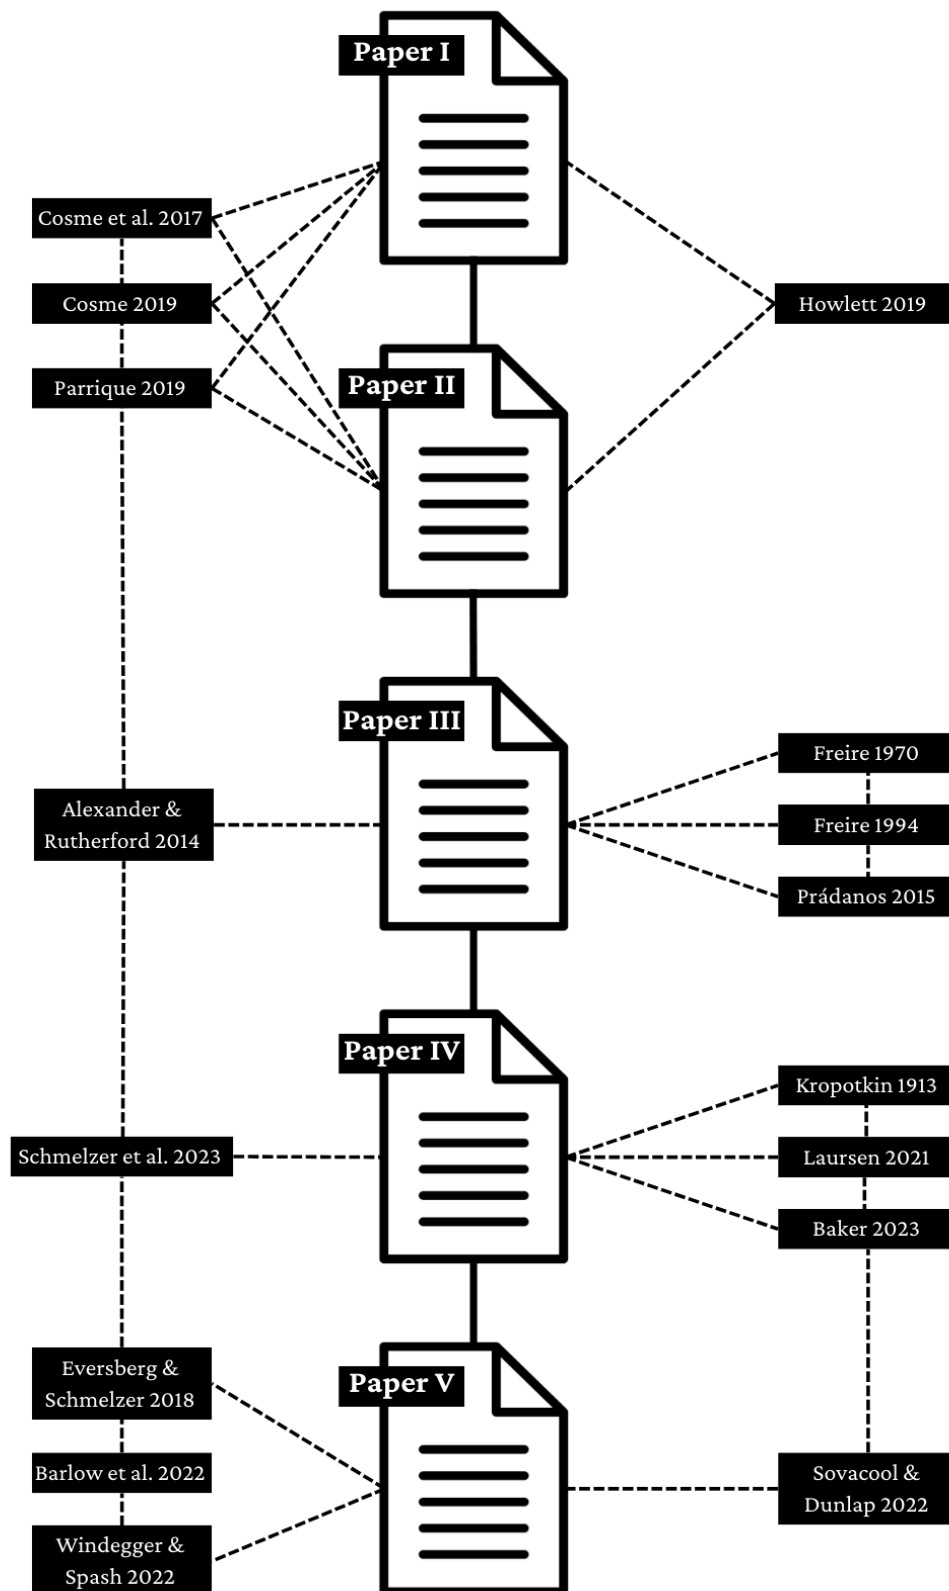 Paper I
Cosme et al. 2017
Cosme 2019
Howlett 2019
Parrique 2019
Paper II
Paper III
Freire 1970
Alexander &
Rutherford 2014
Freire 1994
Prádanos 2015
Paper IV
Kropotkin 1913
Schmelzer et al. 2023
Laursen 2021
Baker 2023
Eversberg &
Schmelzer 2018
Paper V
Barlow et al. 2022
Sovacool &
Dunlap 2022
Windegger &
Spash 2022